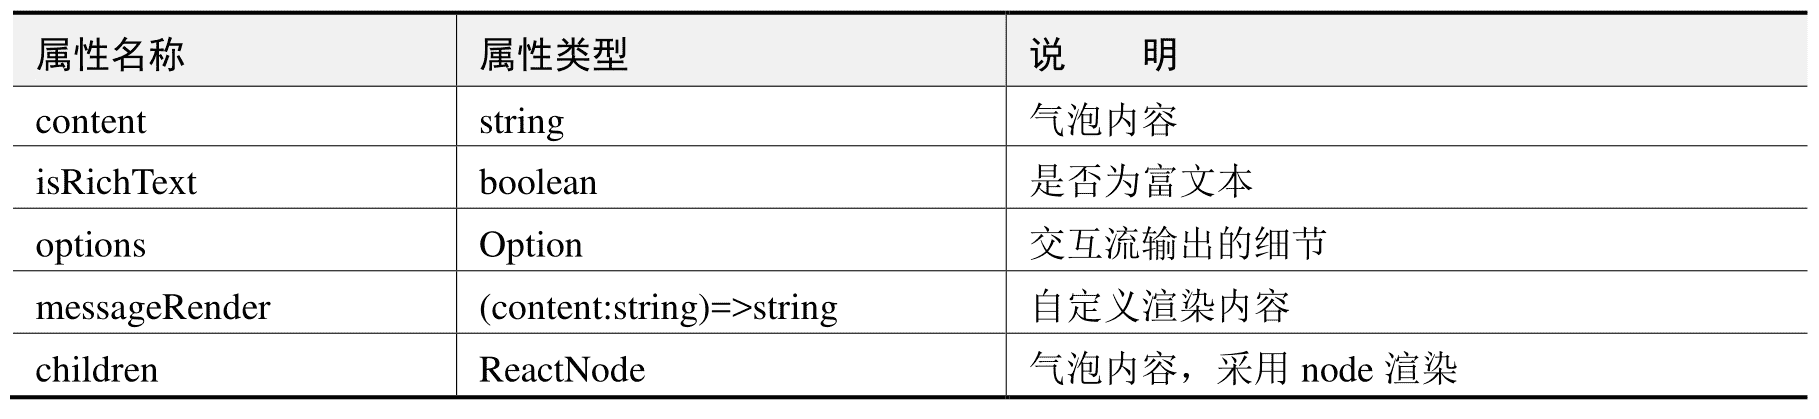 属性名称 属性类型 说 明
content string 气泡内容
isRichText boolean 是否为富文本
options Option 交互流输出的细节
messageRender (content:string)=>string 自定义渲染内容
children ReactNode 气泡内容，采用 node 渲染